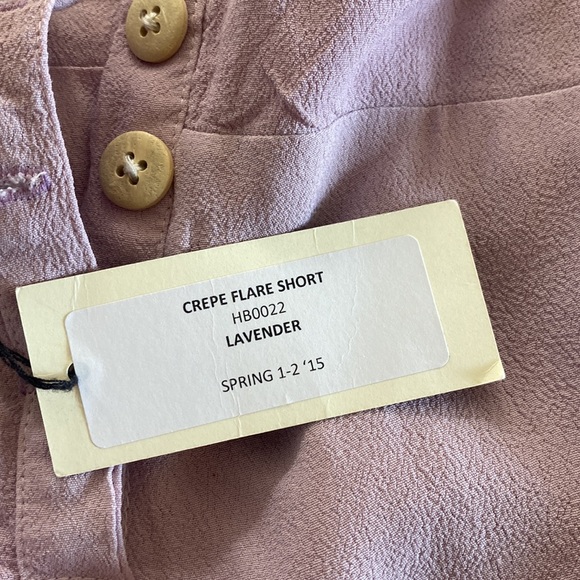 CREPE FLARE SHORT
HB0022
LAVENDER
SPRING 1-2 ‘15